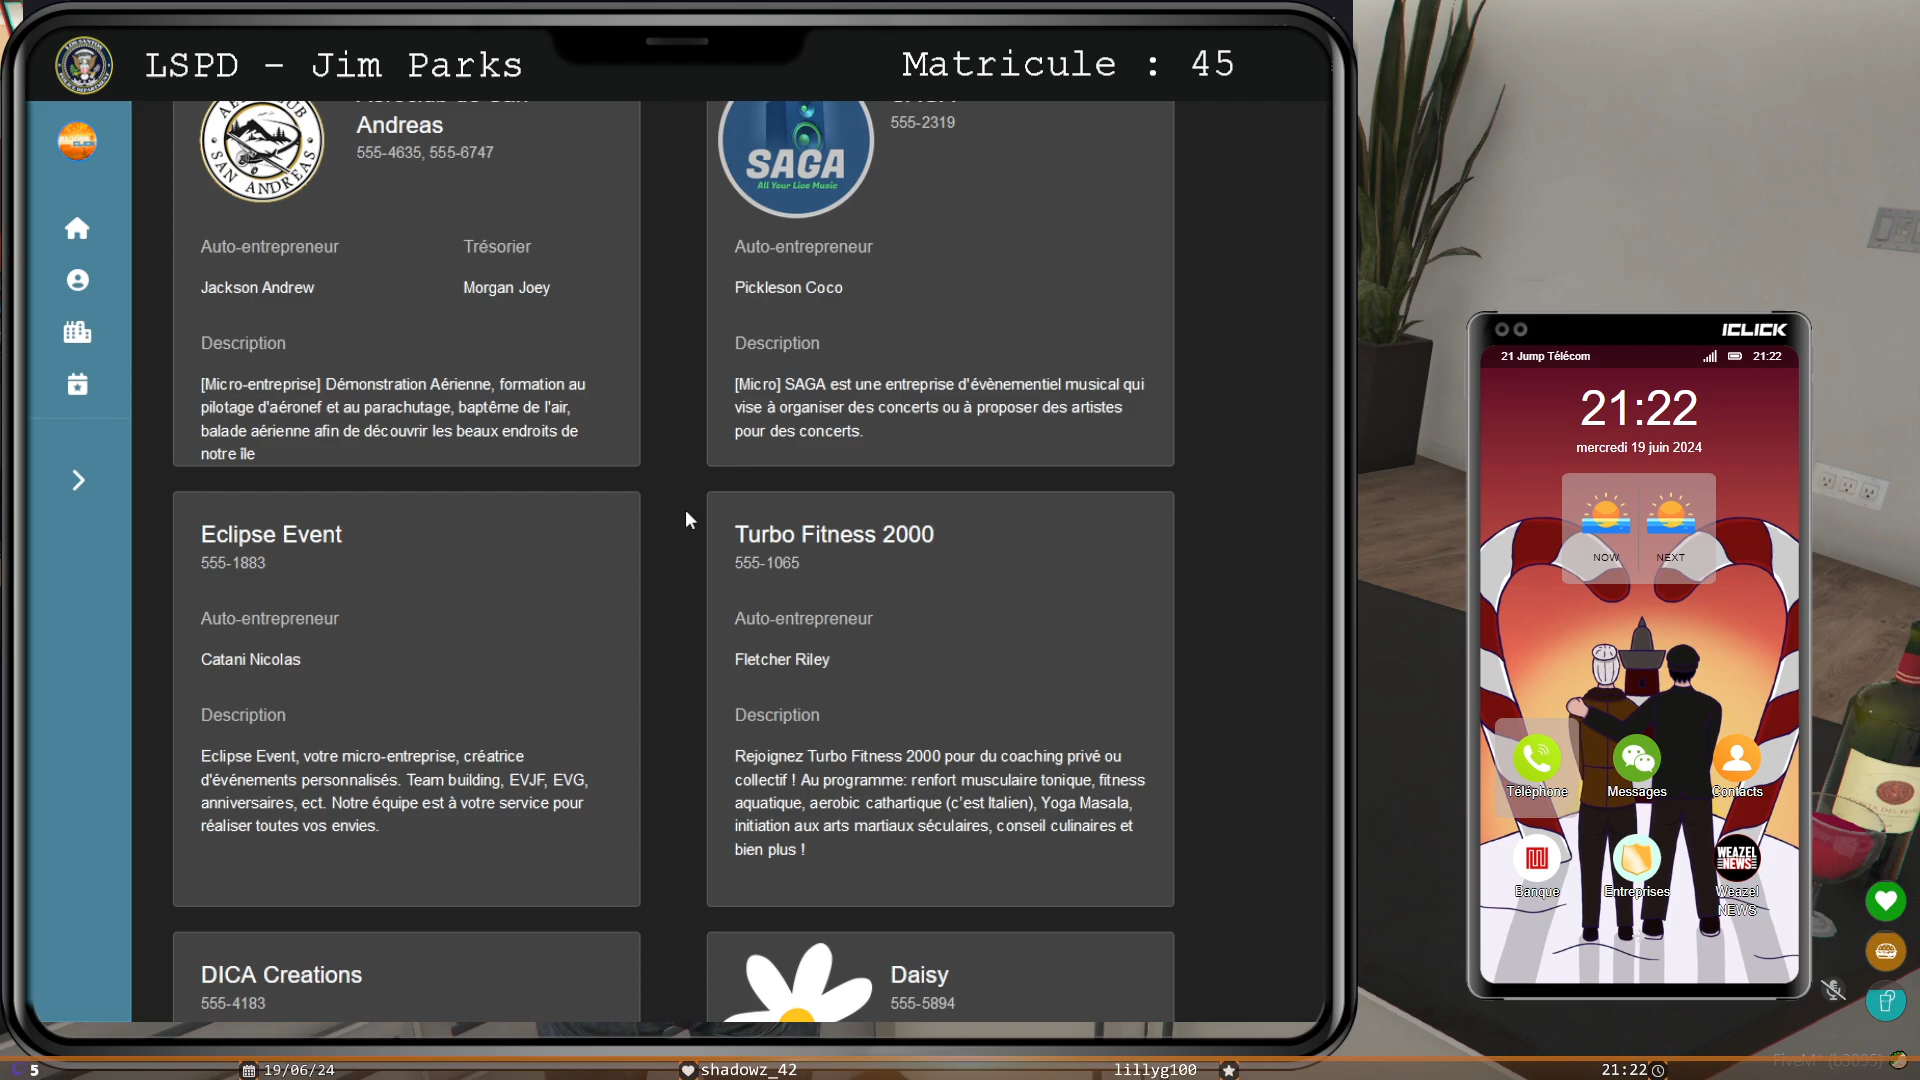 LSPD - Jim Parks
Matricule : 45
Andreas
555-4635, 555-6747
SAN ANDREAS
Auto-entrepreneur
Trésorier
Jackson Andrew
Morgan Joey
Description
[Micro-entreprise] Démonstration Aérienne, formation au
pilotage d'aéronef et au parachutage, baptême de l'air,
balade aérienne afin de découvrir les beaux endroits de
notre île
555-2319
SAGA
All Your Live Music
Auto-entrepreneur
Pickleson Coco
Description
[Micro] SAGA est une entreprise d'évènementiel musical qui
vise à organiser des concerts ou à proposer des artistes
pour des concerts.
Eclipse Event
555-1883
Auto-entrepreneur
Catani Nicolas
Description
Eclipse Event, votre micro-entreprise, créatrice
d'événements personnalisés. Team building, EVJF, EVG,
anniversaires, ect. Notre équipe est à votre service pour
réaliser toutes vos envies.
Turbo Fitness 2000
555-1065
Auto-entrepreneur
Fletcher Riley
Description
Rejoignez Turbo Fitness 2000 pour du coaching privé ou
collectif ! Au programme: renfort musculaire tonique, fitness
aquatique, aerobic cathartique (c'est Italien), Yoga Masala,
initiation aux arts martiaux séculaires, conseil culinaires et
bien plus !
DICA Creations
555-4183
Daisy
555-5894
ICLICK
21 Jump Télécom
21:22
21:22
mercredi 19 juin 2024
NOW
NEXT
Téléphone
Messages
Contacts
WEAZEL
NEWS
Banque
Entreprises
Weazel
NEWS
5
19/06/24
shadowz_42
lillyg100
21:22